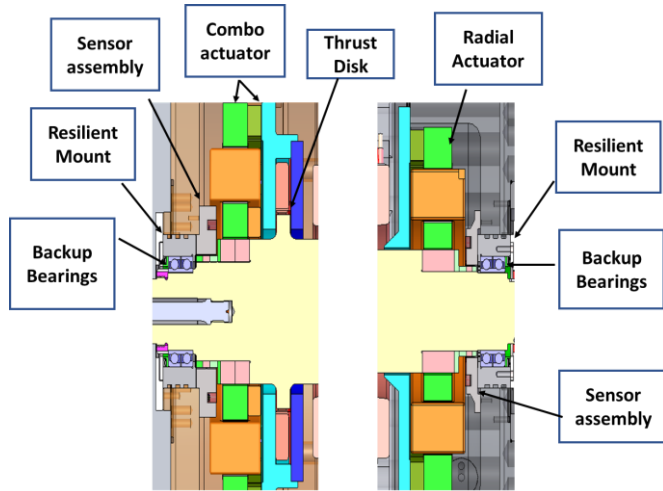 Sensor
assembly
Combo
actuator
Thrust
Disk
Radial
Actuator
Resilient
Mount
Resilient
Mount
Backup
Bearings
Backup
Bearings
Sensor
assembly